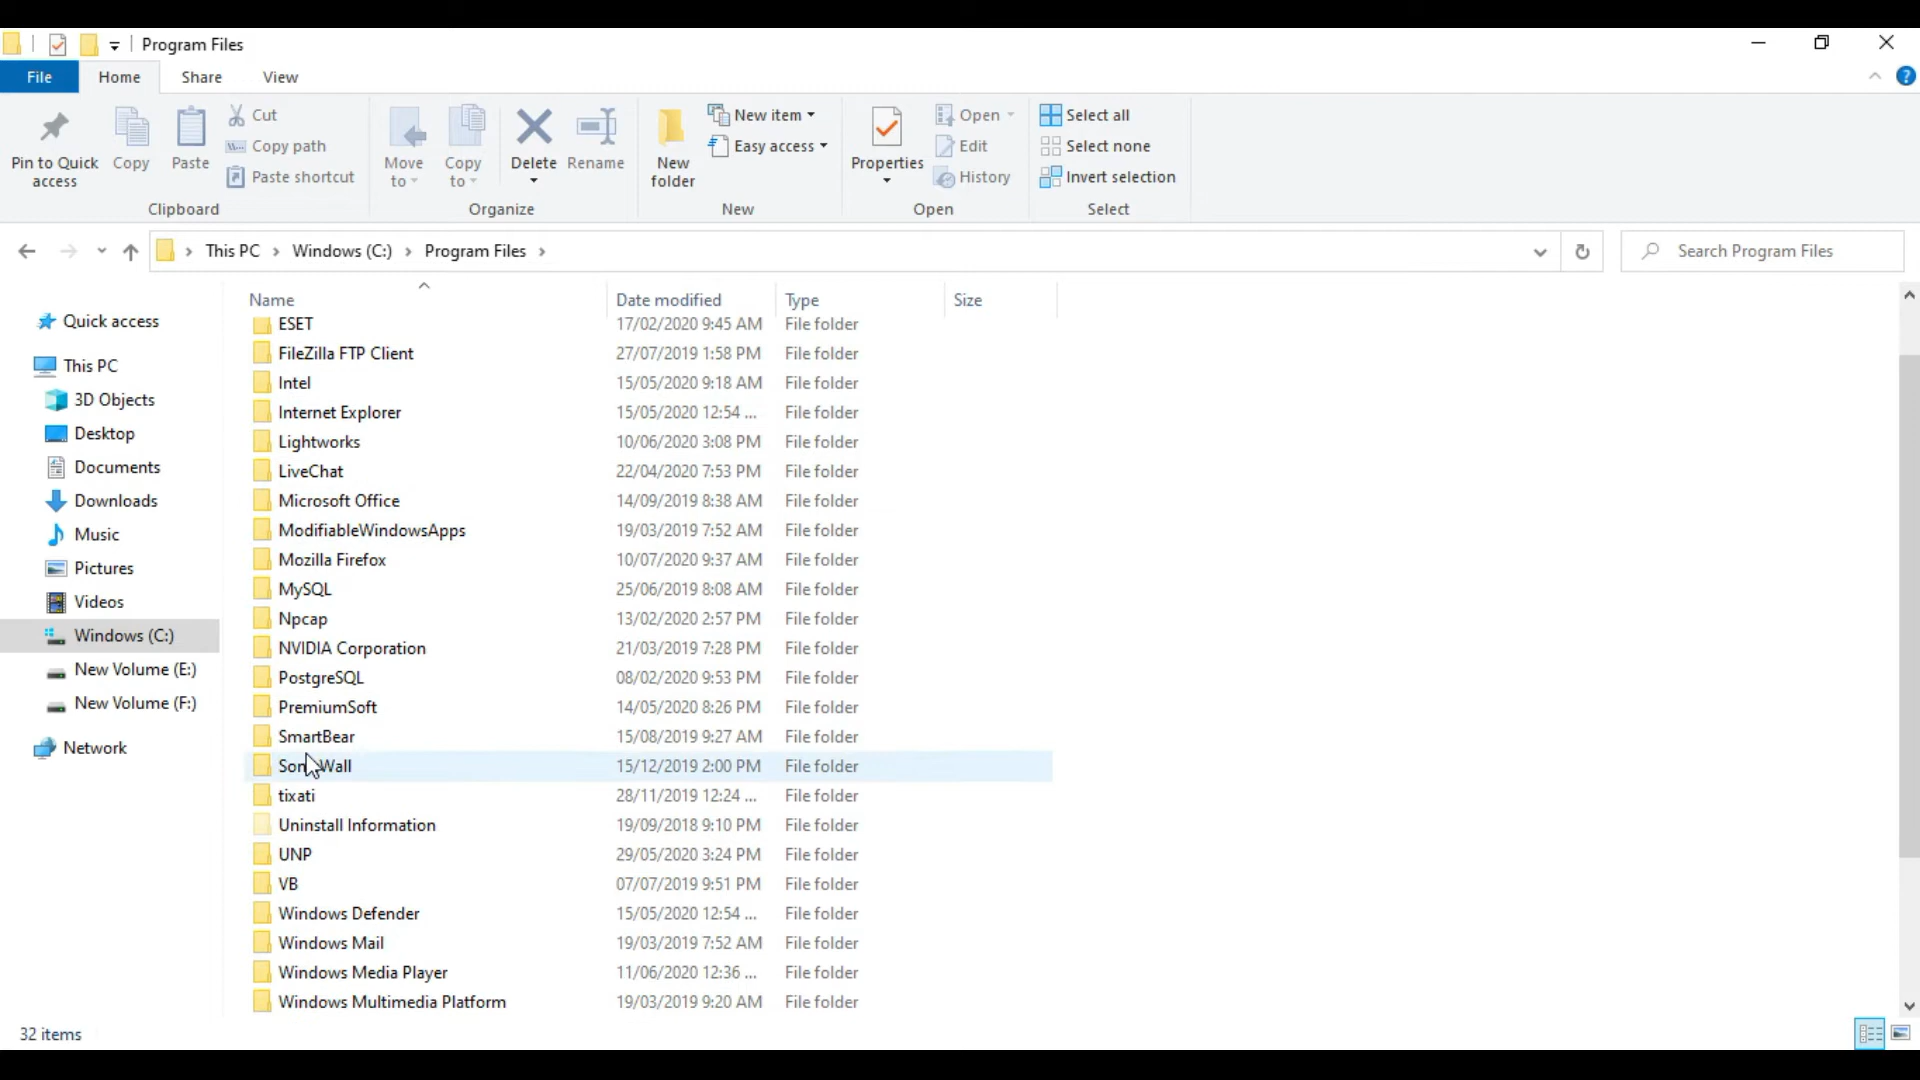 Program Files
File Home Share View
Pin to Quick access
Copy
Paste
Cut
Copy path
Paste shortcut
Clipboard
Move to
Copy to
Delete
Rename
Organize
New folder
New item
Easy access
New
Properties
Open
Edit
History
Open
Select all
Select none
Invert selection
Select
This PC > Windows (C:) > Program Files >
Search Program Files
Quick access
This PC
3D Objects
Desktop
Documents
Downloads
Music
Pictures
Videos
Windows (C:)
New Volume (E:)
New Volume (F:)
Network
Name Date modified Type Size
ESET 17/02/2020 9:45 AM File folder
FileZilla FTP Client 27/07/2019 1:58 PM File folder
Intel 15/05/2020 9:18 AM File folder
Internet Explorer 15/05/2020 12:54 ... File folder
Lightworks 10/06/2020 3:08 PM File folder
LiveChat 22/04/2020 7:53 PM File folder
Microsoft Office 14/09/2019 8:38 AM File folder
ModifiableWindowsApps 19/03/2019 7:52 AM File folder
Mozilla Firefox 10/07/2020 9:37 AM File folder
MySQL 25/06/2019 8:08 AM File folder
Npcap 13/02/2020 2:57 PM File folder
NVIDIA Corporation 21/03/2019 7:28 PM File folder
PostgreSQL 08/02/2020 9:53 PM File folder
PremiumSoft 14/05/2020 8:26 PM File folder
SmartBear 15/08/2019 9:27 AM File folder
SonicWall 15/12/2019 2:00 PM File folder
tixati 28/11/2019 12:24 ... File folder
Uninstall Information 19/09/2018 9:10 PM File folder
UNP 29/05/2020 3:24 PM File folder
VB 07/07/2019 9:51 PM File folder
Windows Defender 15/05/2020 12:54 ... File folder
Windows Mail 19/03/2019 7:52 AM File folder
Windows Media Player 11/06/2020 12:36 ... File folder
Windows Multimedia Platform 19/03/2019 9:20 AM File folder
32 items